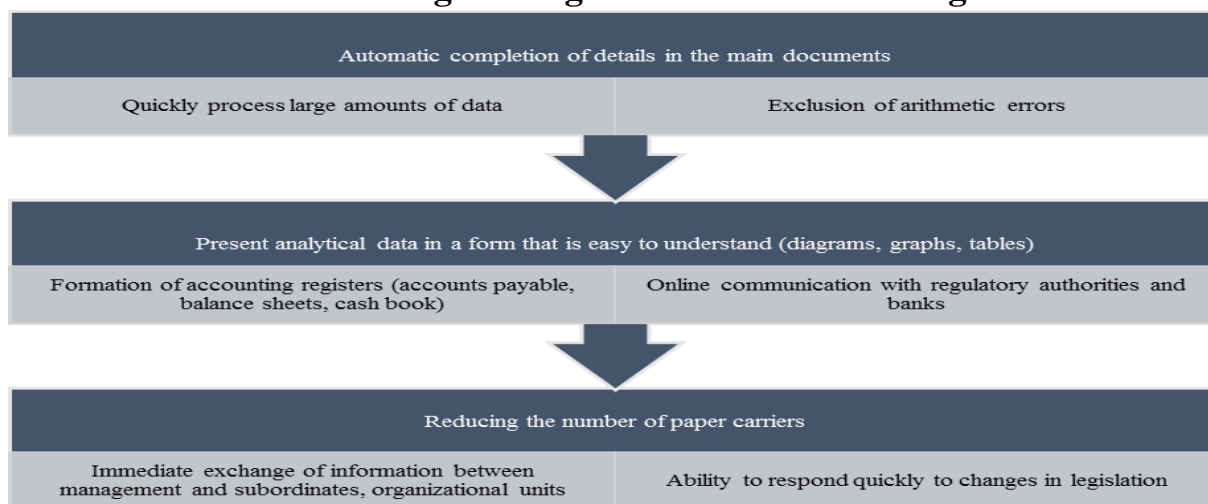 Automatic completion of details in the main documents
Quickly process large amounts of data
Exclusion of arithmetic errors
Present analytical data in a form that is easy to understand (diagrams, graphs, tables)
Formation of accounting registers (accounts payable,
balance sheets, cash book)
Online communication with regulatory authorities and
banks
Reducing the number of paper carriers
Immediate exchange of information between
management and subordinates, organizational units
Ability to respond quickly to changes in legislation